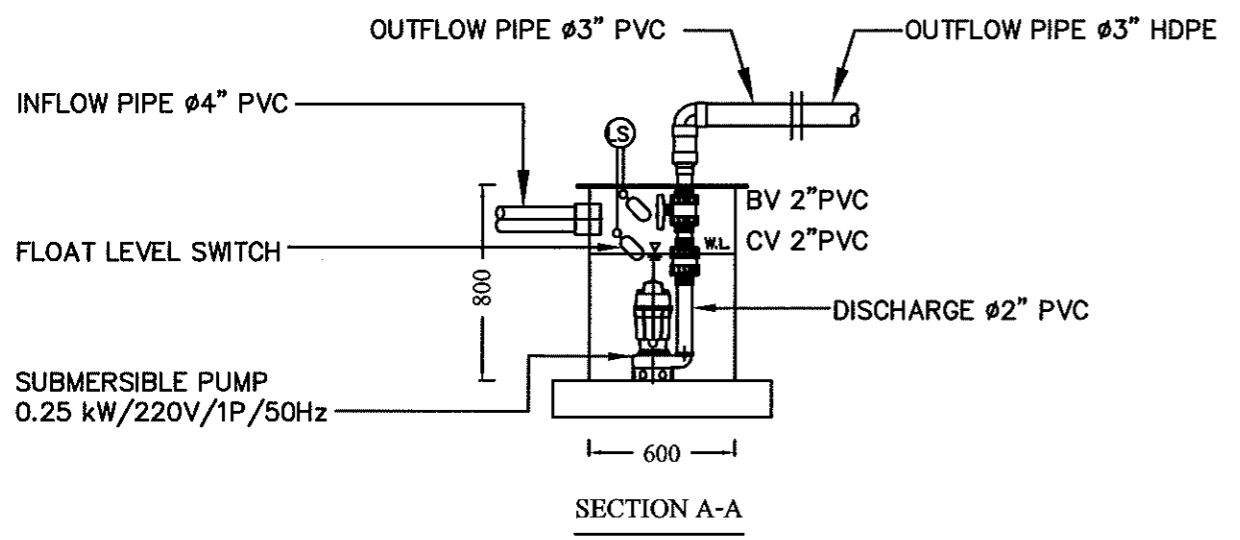 OUTFLOW PIPE ø3" PVC
OUTFLOW PIPE ø3" HDPE
INFLOW PIPE ø4" PVC
LS
BV 2"PVC
CV 2"PVC
W.L.
FLOAT LEVEL SWITCH
800
DISCHARGE ø2" PVC
SUBMERSIBLE PUMP
0.25 kW/220V/1P/50Hz
600
SECTION A-A